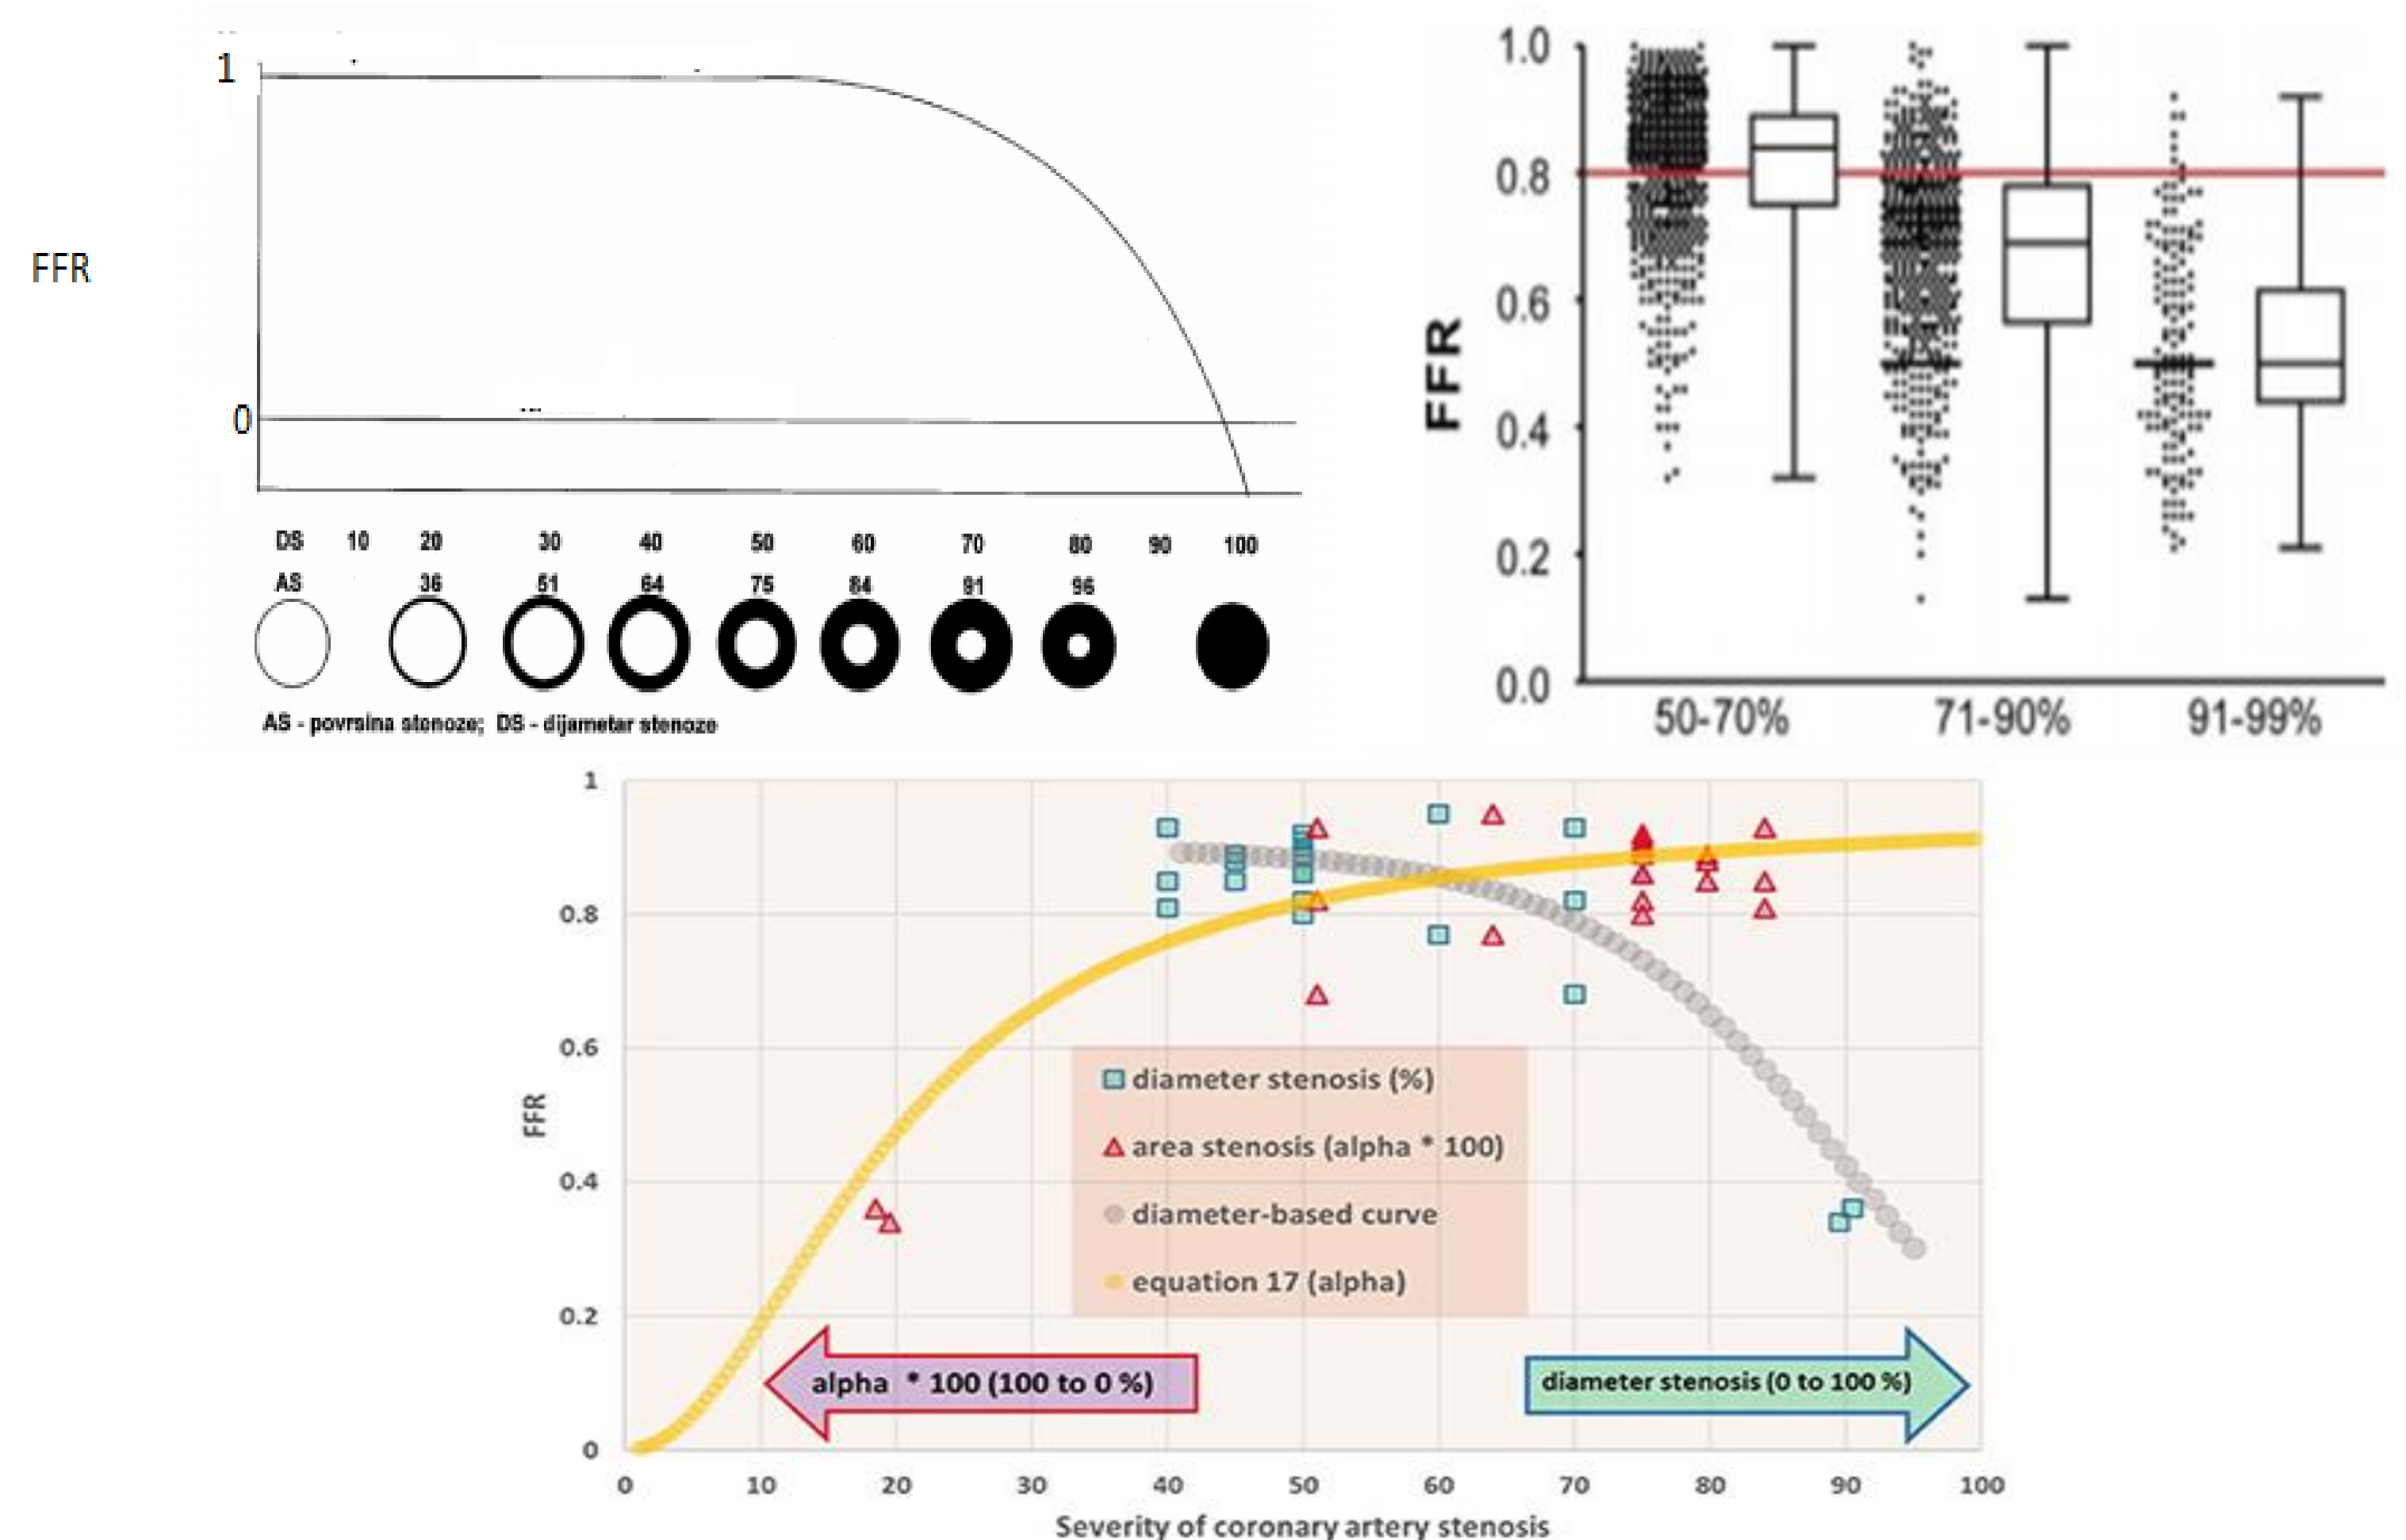 1
FFR
0
DS 10 20 30 40 50 60 70 80 90 100
AS 36 51 64 75 84 91 96
AS - povrsina stenoze; DS - dijametar stenoze
1.0
0.8
0.6
0.4
0.2
0.0
FFR
50-70% 71-90% 91-99%
1
0.8
0.6
0.4
0.2
0
FFR
diameter stenosis (%)
area stenosis (alpha * 100)
diameter-based curve
equation 17 (alpha)
alpha * 100 (100 to 0 %)
diameter stenosis (0 to 100 %)
0 10 20 30 40 50 60 70 80 90 100
Severity of coronary artery stenosis